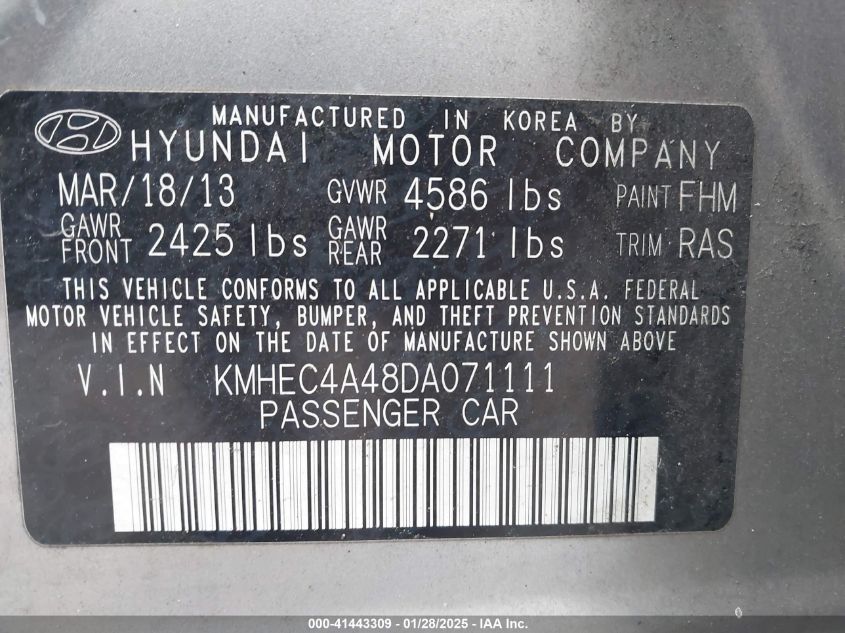 MANUFACTURED IN KOREA BY
HYUNDAI MOTOR COMPANY
MAR/18/13 GVWR 4586 lbs PAINT FHM
GAWR FRONT 2425 lbs GAWR REAR 2271 lbs TRIM RAS
THIS VEHICLE CONFORMS TO ALL APPLICABLE U.S.A. FEDERAL
MOTOR VEHICLE SAFETY, BUMPER, AND THEFT PREVENTION STANDARDS
IN EFFECT ON THE DATE OF MANUFACTURE SHOWN ABOVE
V.I.N KMHEC4A48DA071111
PASSENGER CAR
000-41443309 - 01/28/2025 - IAA Inc.